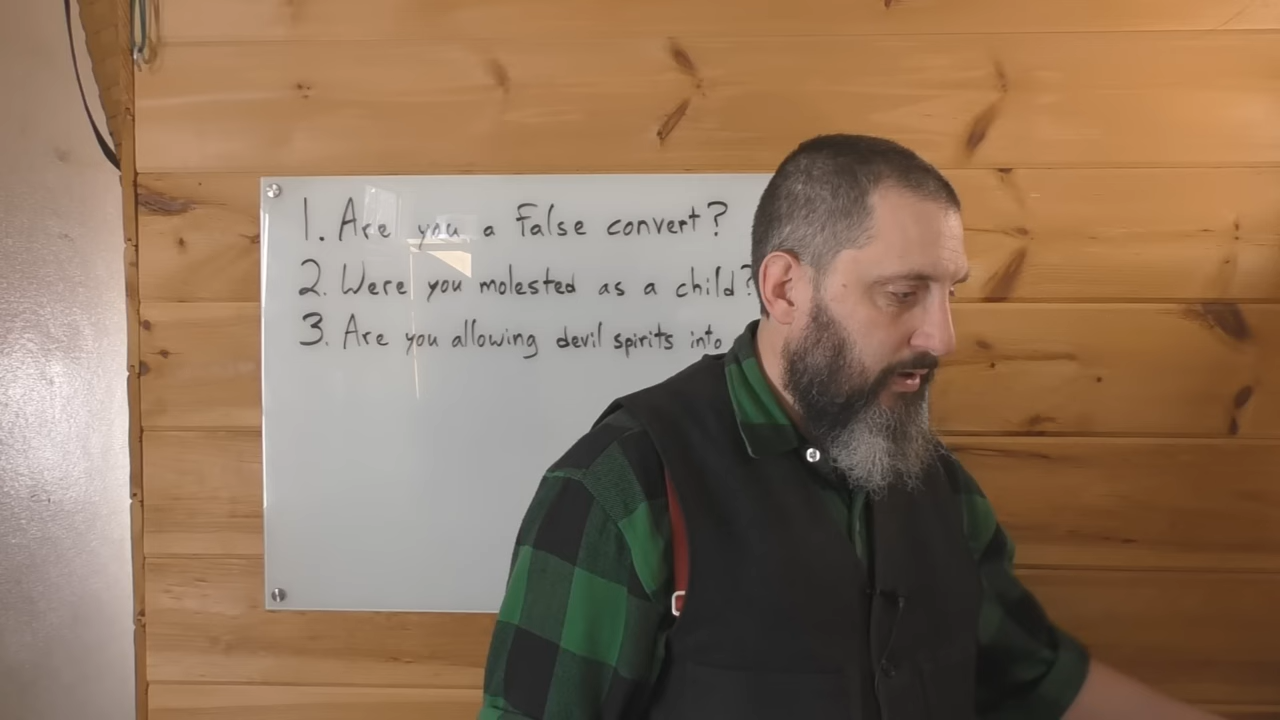 1. Are you a false convert?
2. Were you molested as a child?
3. Are you allowing devil spirits into